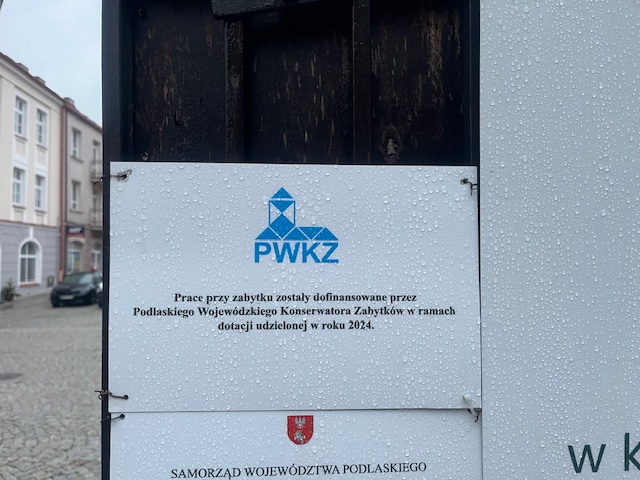 PWKZ
Prace przy zabytku zostały dofinansowane przez
Podlaskiego Wojewódzkiego Konserwatora Zabytków w ramach
dotacji udzielonej w roku 2024.
SAMORZĄD WOJEWÓDZTWA PODLASKIEGO
w k